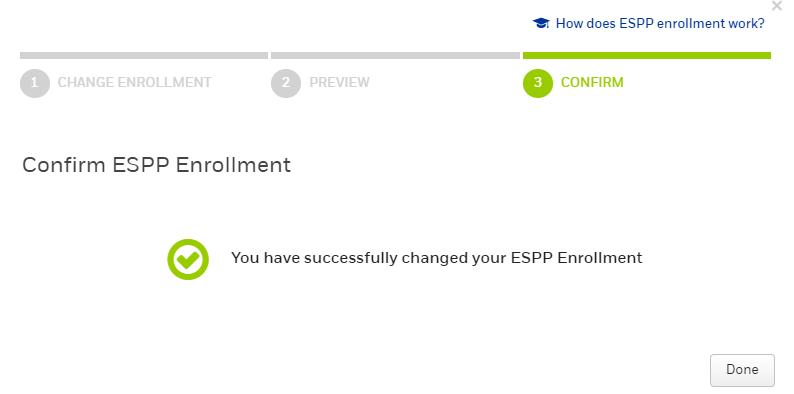 ×
How does ESPP enrollment work?
1 CHANGE ENROLLMENT 2 PREVIEW 3 CONFIRM
Confirm ESPP Enrollment
You have successfully changed your ESPP Enrollment
Done